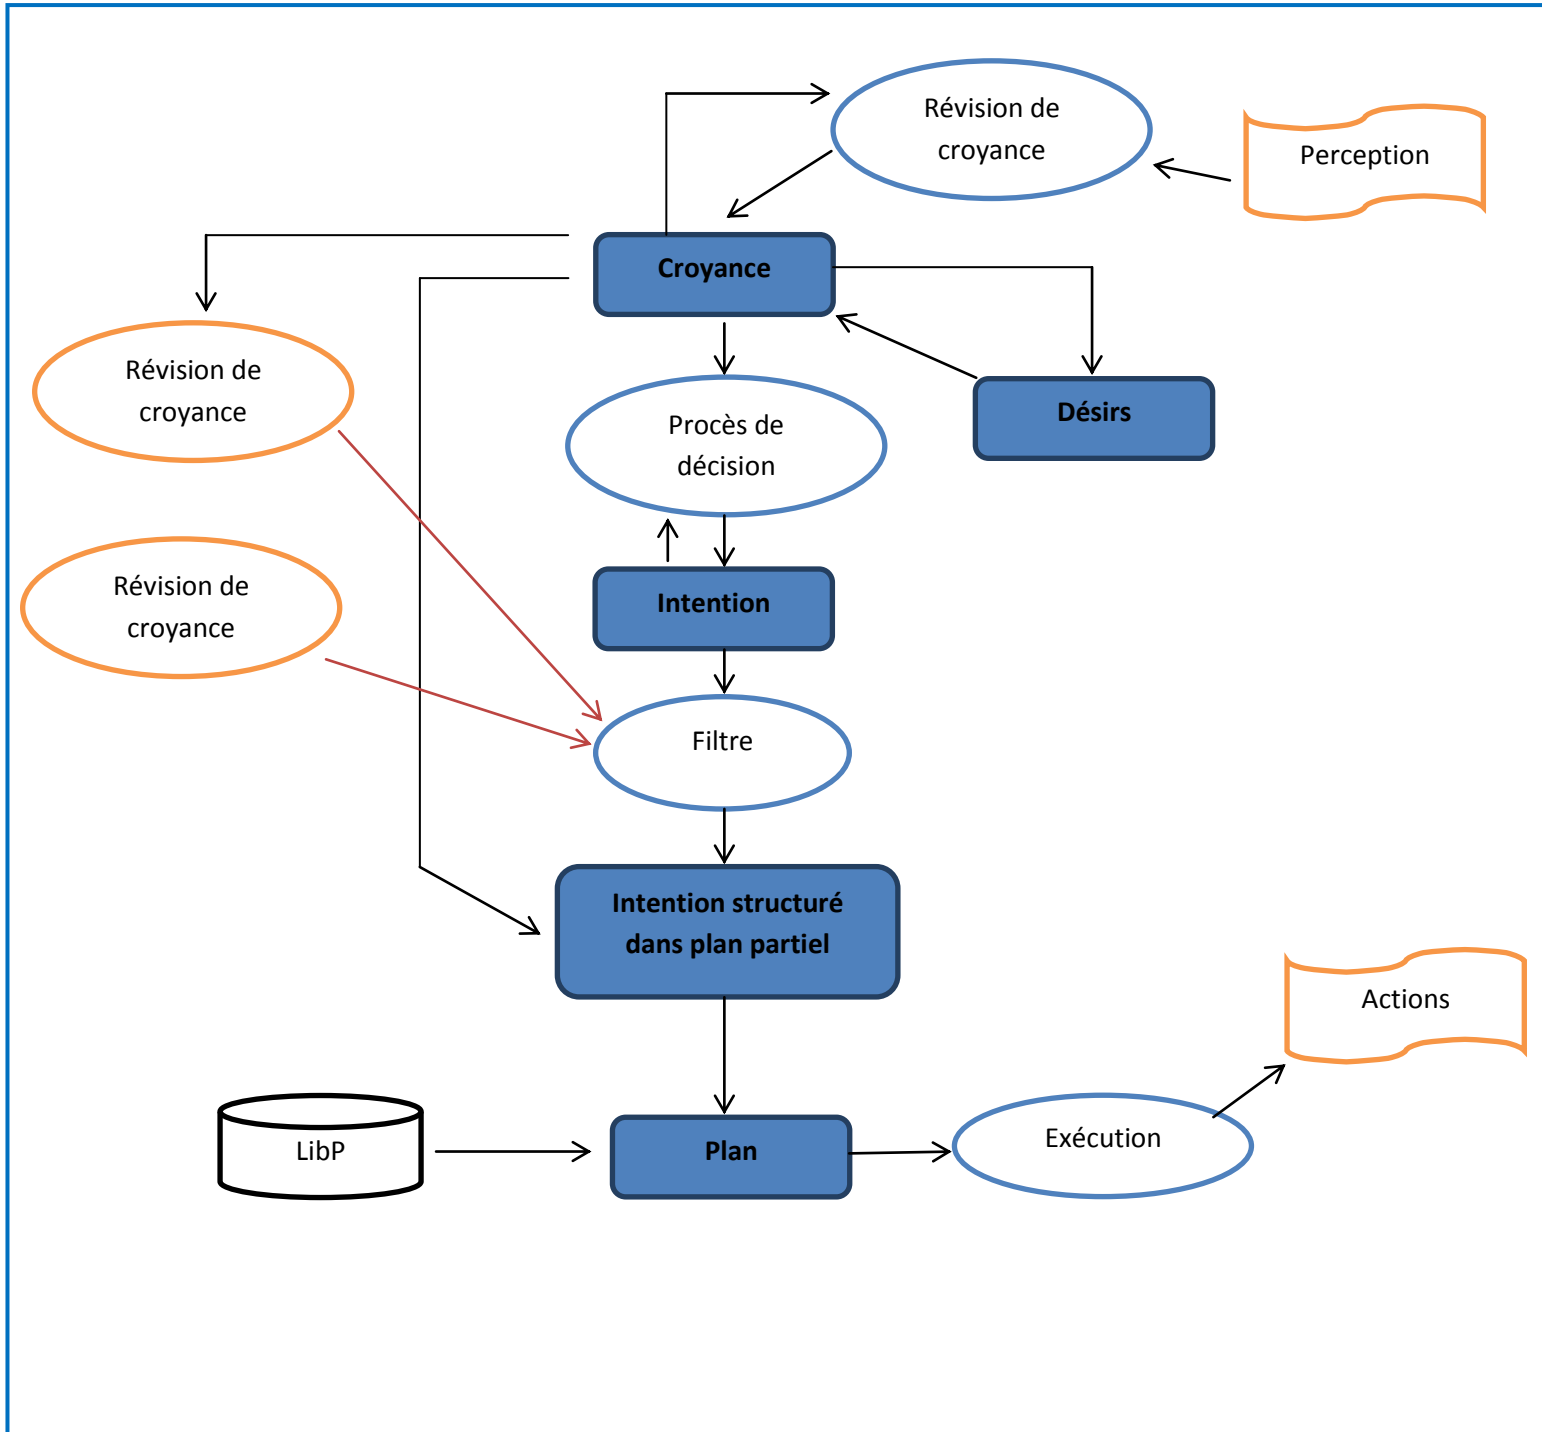 Révision de
croyance
Perception
Croyance
Révision de
croyance
Désirs
Procès de
décision
Révision de
croyance
Intention
Filtre
Intention structuré
dans plan partiel
Actions
LibP
Plan
Exécution